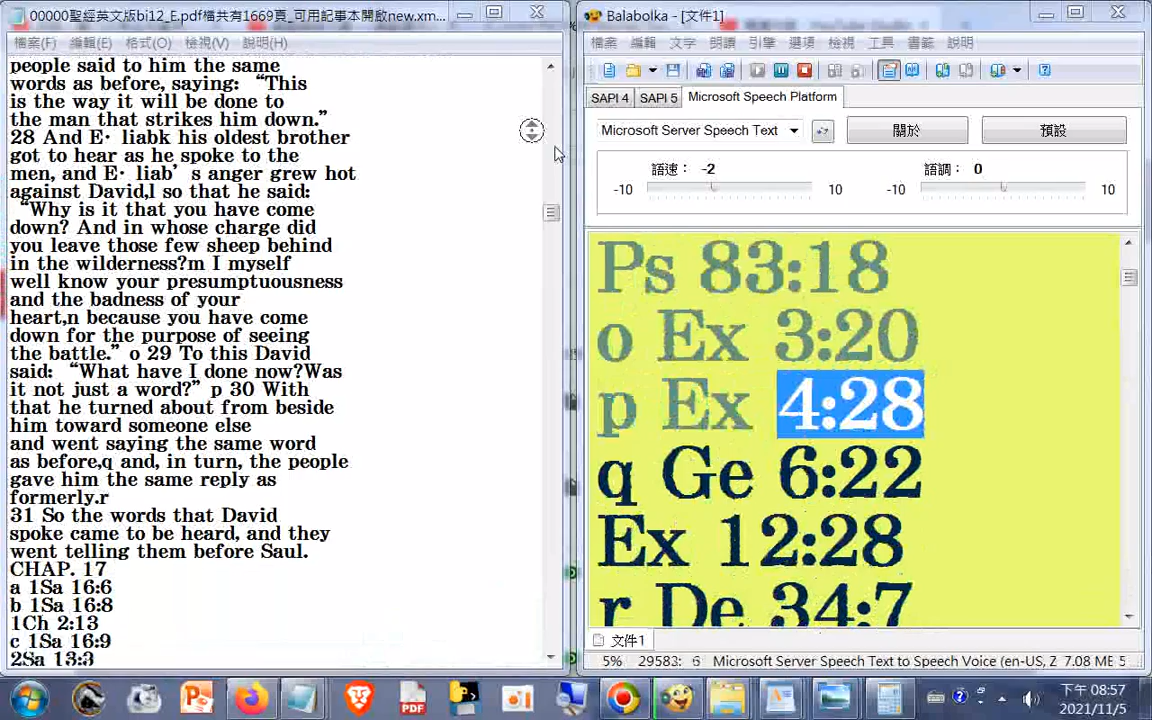 00000聖經英文版bi12_E.pdf檔共有1669頁_可用記事本開啟new.xm...
檔案(F) 編輯(E) 格式(O) 檢視(V) 說明(H)
people said to him the same
words as before, saying: “This
is the way it will be done to
the man that strikes him down.”
28 And E· liabk his oldest brother
got to hear as he spoke to the
men, and E· liab’ s anger grew hot
against David,l so that he said:
“Why is it that you have come
down? And in whose charge did
you leave those few sheep behind
in the wilderness?m I myself
well know your presumptuousness
and the badness of your
heart,n because you have come
down for the purpose of seeing
the battle.” o 29 To this David
said: “What have I done now?Was
it not just a word?” p 30 With
that he turned about from beside
him toward someone else
and went saying the same word
as before,q and, in turn, the people
gave him the same reply as
formerly.r
31 So the words that David
spoke came to be heard, and they
went telling them before Saul.
CHAP. 17
a 1Sa 16:6
b 1Sa 16:8
1Ch 2:13
c 1Sa 16:9
2Sa 13:3
Balabolka - [文件1]
檔案 編輯 文字 朗讀 引擎 選項 檢視 工具 書籤 說明
SAPI 4 SAPI 5 Microsoft Speech Platform
Microsoft Server Speech Text 關於 預設
語速： -2 語調： 0
-10 10 -10 10
Ps 83:18
o Ex 3:20
p Ex 4:28
q Ge 6:22
Ex 12:28
r De 34:7
文件1
5% 29583: 6 Microsoft Server Speech Text to Speech Voice (en-US, Z 7.08 MB 5
PDF
下午 08:57
2021/11/5